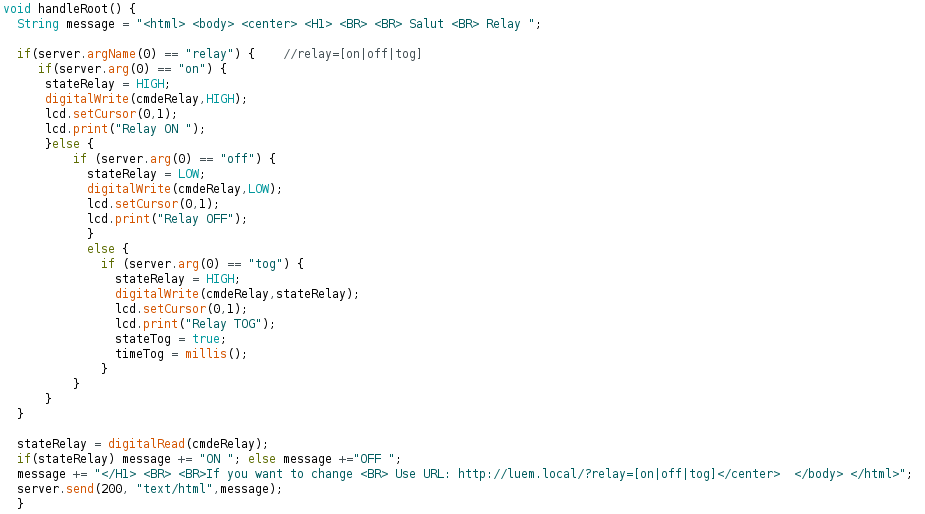 void handleRoot() {
  String message = "<html> <body> <center> <H1> <BR> <BR> Salut <BR> Relay ";

  if(server.argName(0) == "relay") {    //relay=[on|off|tog]
     if(server.arg(0) == "on") {
      stateRelay = HIGH;
      digitalWrite(cmdeRelay,HIGH);
      lcd.setCursor(0,1);
      lcd.print("Relay ON ");
      }else {
          if (server.arg(0) == "off") {
            stateRelay = LOW;
            digitalWrite(cmdeRelay,LOW);
            lcd.setCursor(0,1);
            lcd.print("Relay OFF");
            }
            else {
              if (server.arg(0) == "tog") {
                stateRelay = HIGH;
                digitalWrite(cmdeRelay,stateRelay);
                lcd.setCursor(0,1);
                lcd.print("Relay TOG");
                stateTog = true;
                timeTog = millis();
              }
          }
      }
  }

  stateRelay = digitalRead(cmdeRelay);
  if(stateRelay) message += "ON "; else message +="OFF ";
  message += "</H1> <BR> <BR>If you want to change <BR> Use URL: http://luem.local/?relay=[on|off|tog]</center>  </body> </html>";
  server.send(200, "text/html",message);
  }